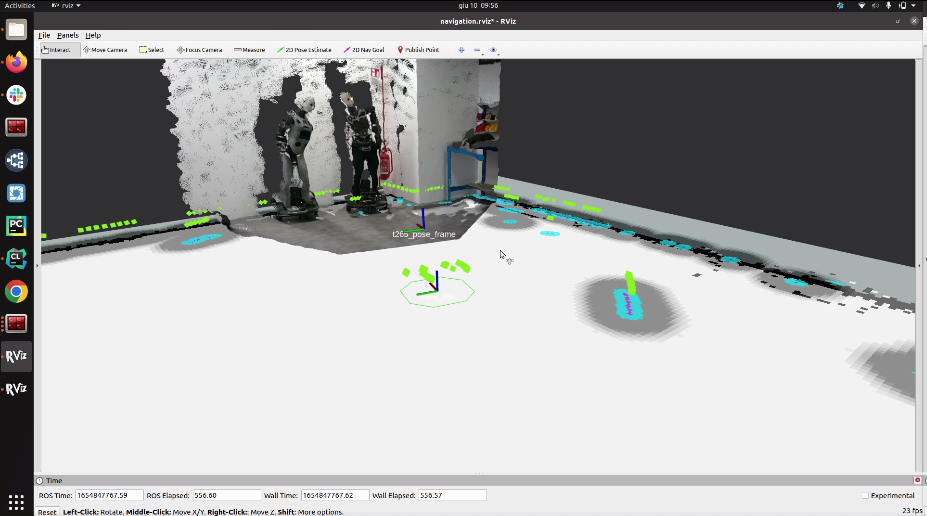 Activities
RViz
giu 10 09:56
navigation.rviz* - RViz
File Panels Help
Interact Move Camera Select Focus Camera Measure 2D Pose Estimate 2D Nav Goal Publish Point
t265_pose_frame
PC
CL
RViz
RViz
Time
ROS Time: 1654847767.59 ROS Elapsed: 556.60 Wall Time: 1654847767.62 Wall Elapsed: 556.57 Experimental
Reset Left-Click: Rotate. Middle-Click: Move X/Y. Right-Click:: Move Z. Shift: More options. 23 fps